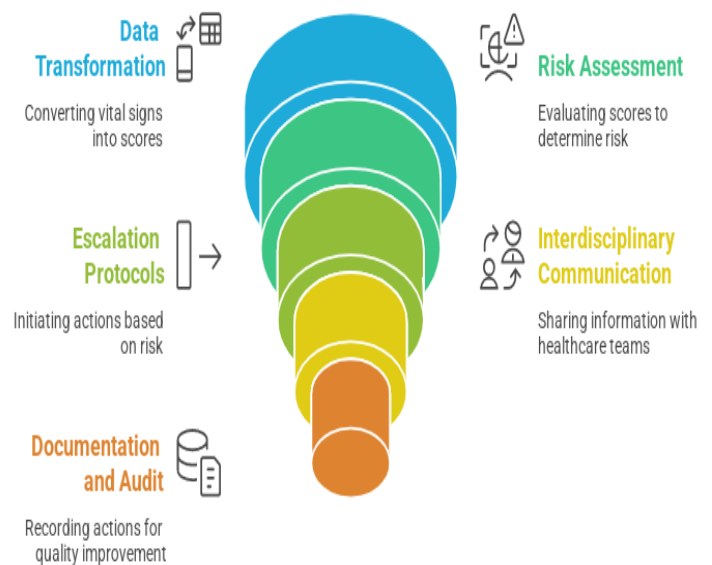 Data
Transformation
Converting vital signs
into scores
Risk Assessment
Evaluating scores to
determine risk
Escalation
Protocols
Initiating actions based
on risk
Interdisciplinary
Communication
Sharing information with
healthcare teams
Documentation
and Audit
Recording actions for
quality improvement